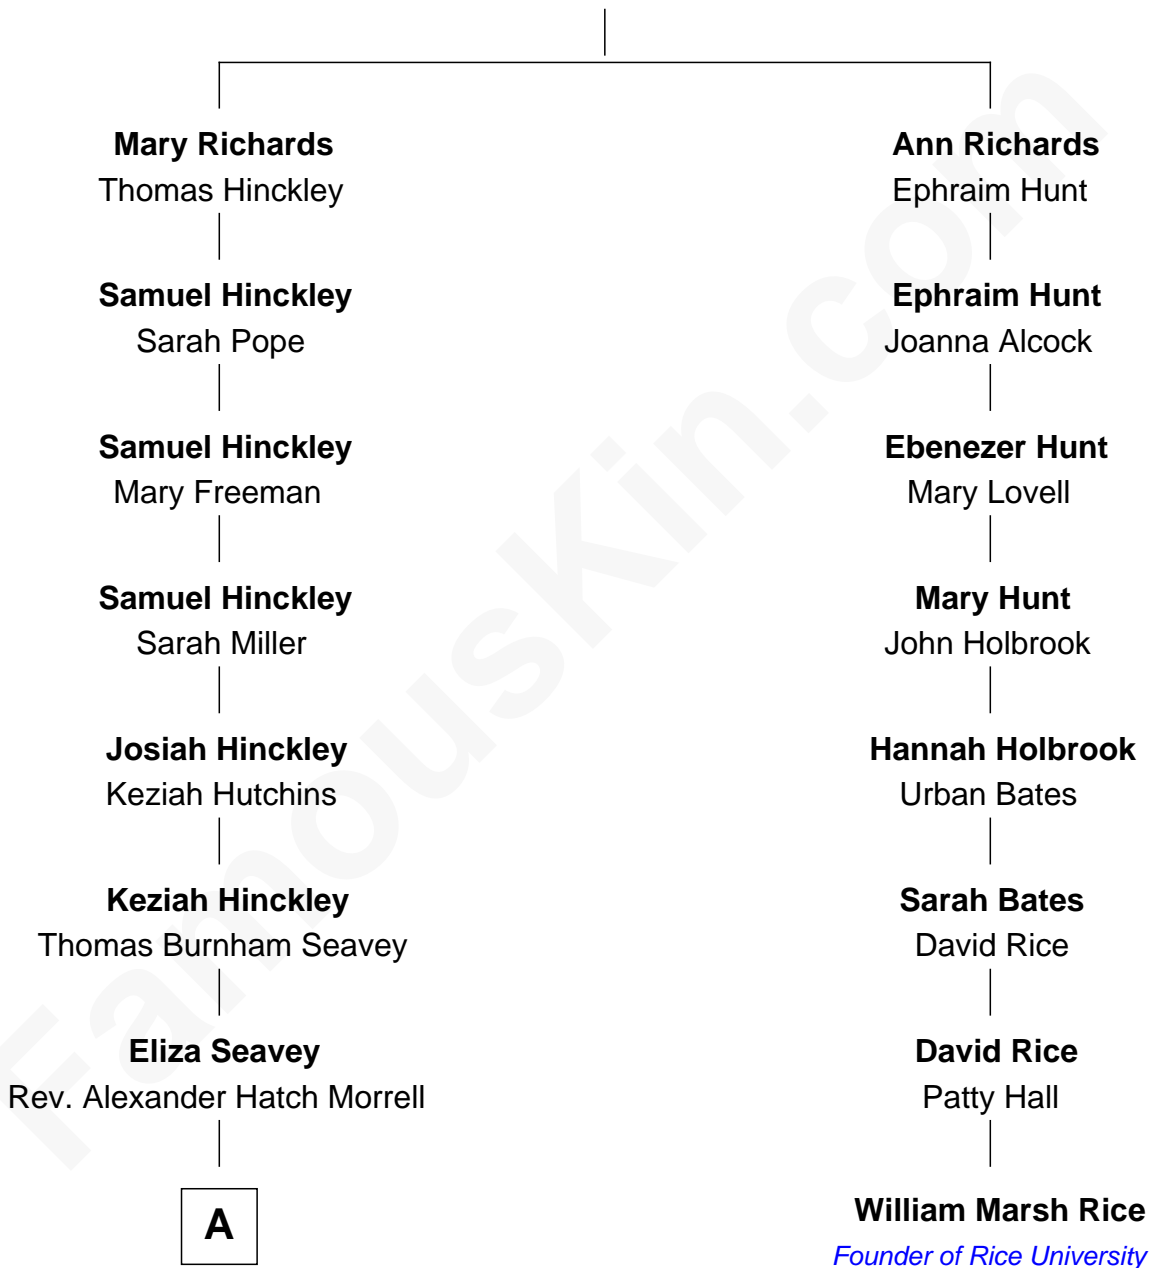 Mary Richards
Thomas Hinckley
Samuel Hinckley
Sarah Pope
Samuel Hinckley
Mary Freeman
Samuel Hinckley
Sarah Miller
Josiah Hinckley
Keziah Hutchins
Keziah Hinckley
Thomas Burnham Seavey
Eliza Seavey
Rev. Alexander Hatch Morrell
A
Ann Richards
Ephraim Hunt
Ephraim Hunt
Joanna Alcock
Ebenezer Hunt
Mary Lovell
Mary Hunt
John Holbrook
Hannah Holbrook
Urban Bates
Sarah Bates
David Rice
David Rice
Patty Hall
William Marsh Rice
Founder of Rice University
FamousKin.com